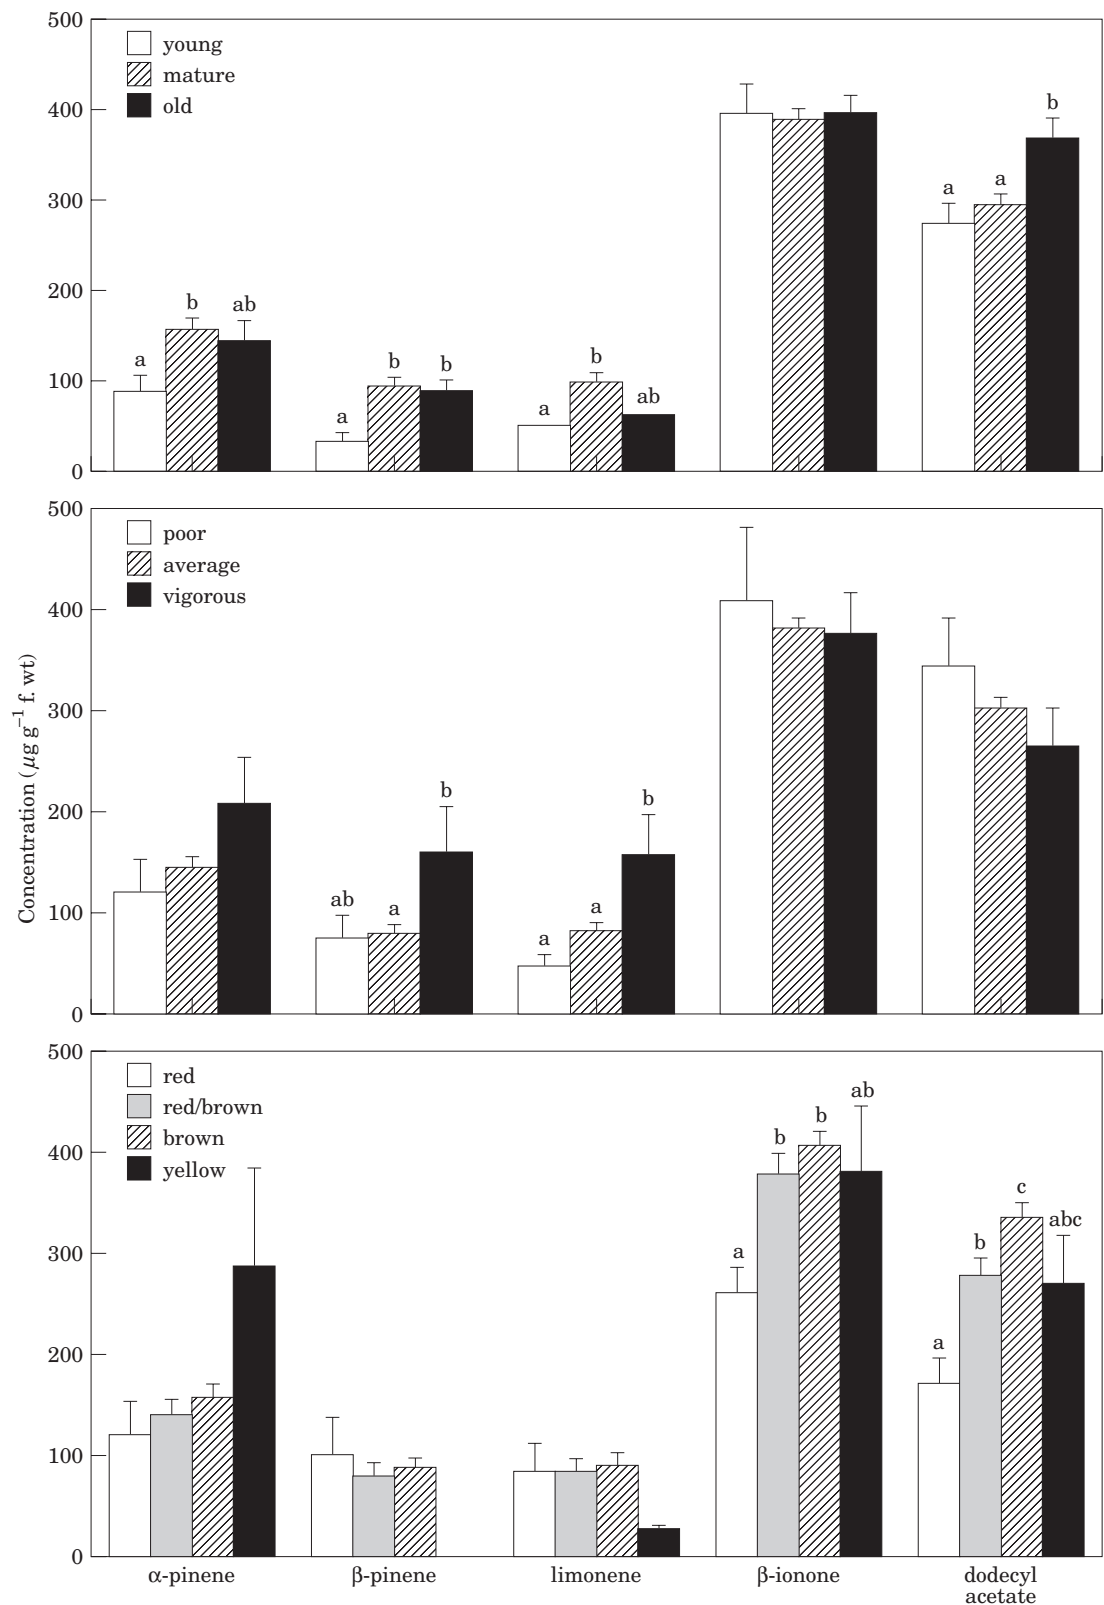 500
young
mature
old
400
b
a
a
300
200
b
ab
a
b
b
b
100
a
a
ab
0
500
poor
average
vigorous
400
300
200
b
b
100
ab
a
a
a
0
Concentration (μg g⁻¹ f. wt)
500
red
red/brown
brown
yellow
ab
b
b
400
c
abc
300
b
a
a
200
100
0
α-pinene β-pinene limonene β-ionone dodecyl
acetate